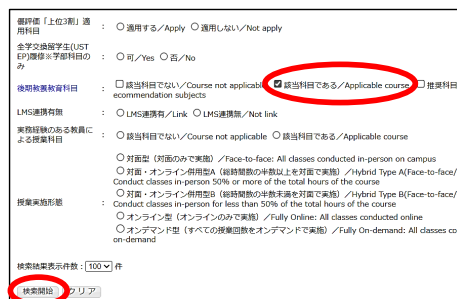 優評価「上位3割」適用科目 : ○ 適用する/Apply ○ 適用しない/Not apply
全学交換留学生(USTEP)履修※学部科目のみ : ○ 可/Yes ○ 否/No
後期教養教育科目 : □ 該当科目でない/Course not applicable ☑ 該当科目である/Applicable course □ 推奨科目
ecommendation subjects
LMS連携有無 : ○ LMS連携有/Link ○ LMS連携無/Not link
実務経験のある教員による授業科目 : ○ 該当科目でない/Course not applicable ○ 該当科目である/Applicable course
授業実施形態 :
○ 対面型（対面のみで実施）/Face-to-face: All classes conducted in-person on campus
○ 対面・オンライン併用型A（総時間数の半数以上を対面で実施）/Hybrid Type A(Face-to-face/
Conduct classes in-person 50% or more of the total hours of the course
○ 対面・オンライン併用型B（総時間数の半数未満を対面で実施）/Hybrid Type B(Face-to-face/
Conduct classes in-person for less than 50% of the total hours of the course
○ オンライン型（オンラインのみで実施）/Fully Online: All classes conducted online
○ オンデマンド型（すべての授業回数をオンデマンドで実施）/Fully On-demand: All classes co
on-demand
検索結果表示件数 : 100 件
検索開始 クリア